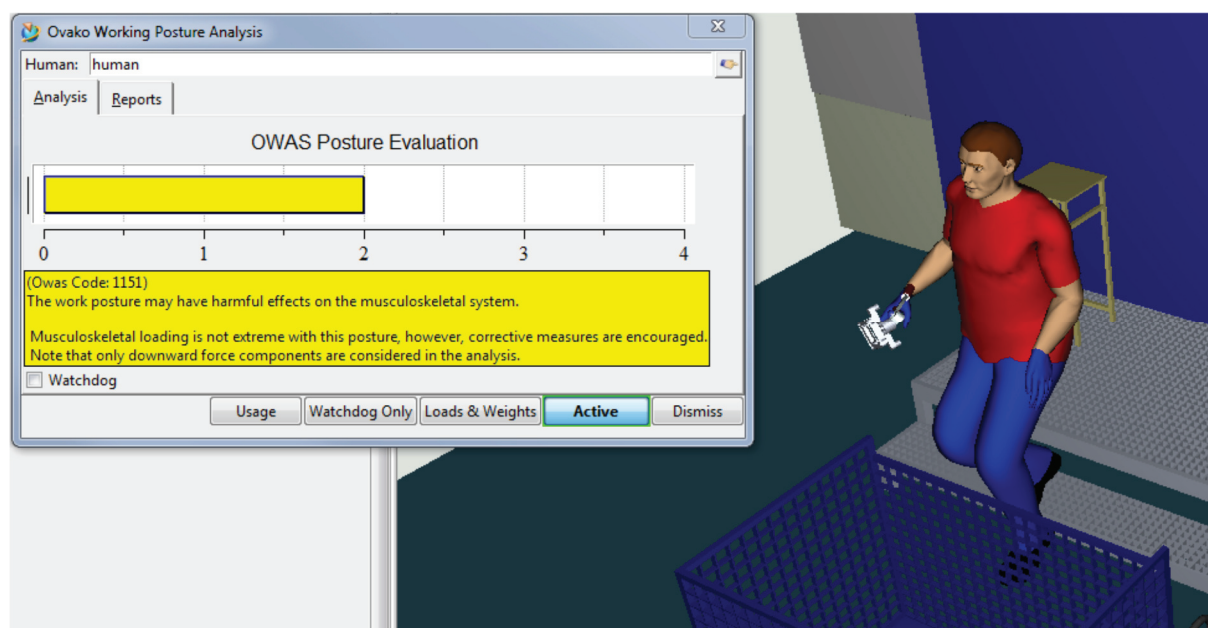 Ovako Working Posture Analysis
Human: human
Analysis Reports
OWAS Posture Evaluation
0 1 2 3 4
(Owas Code: 1151)
The work posture may have harmful effects on the musculoskeletal system.
Musculoskeletal loading is not extreme with this posture, however, corrective measures are encouraged.
Note that only downward force components are considered in the analysis.
Watchdog
Usage Watchdog Only Loads & Weights Active Dismiss